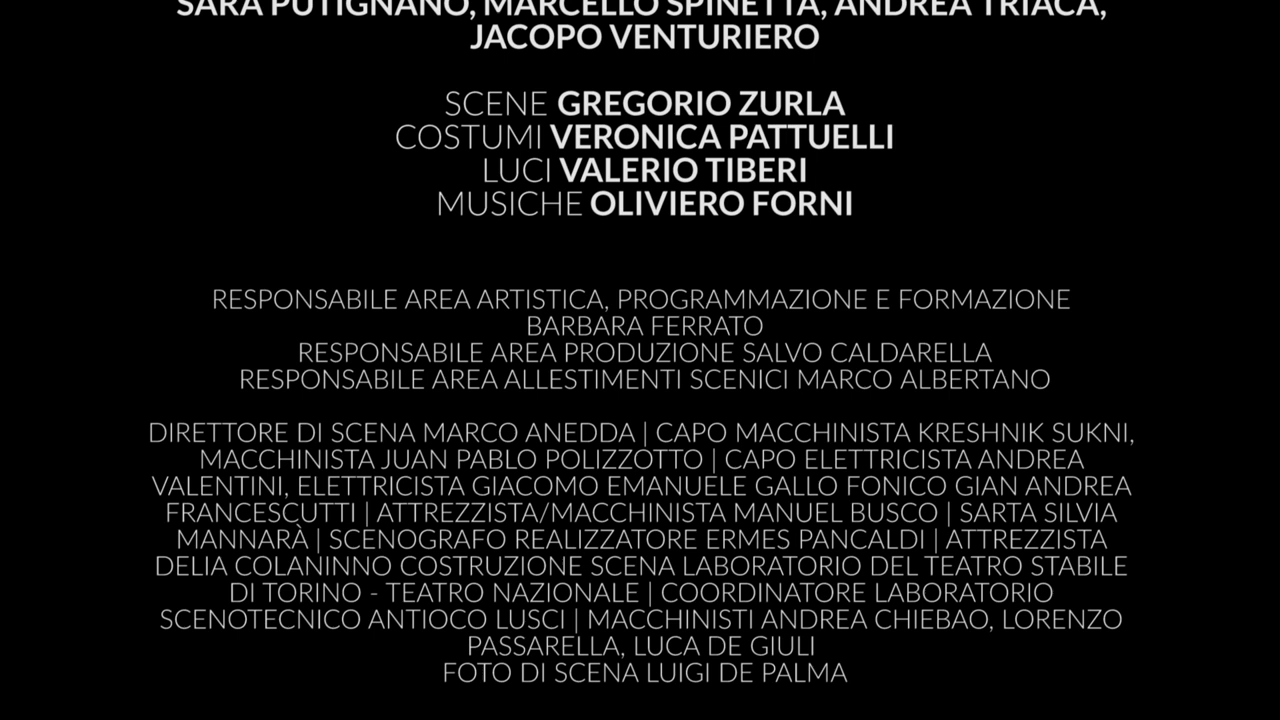 SARA PUTIGNANO, MARCELLO SPINETTA, ANDREA TRIACA,
JACOPO VENTURIERO
SCENE GREGORIO ZURLA
COSTUMI VERONICA PATTUELLI
LUCI VALERIO TIBERI
MUSICHE OLIVIERO FORNI
RESPONSABILE AREA ARTISTICA, PROGRAMMAZIONE E FORMAZIONE
BARBARA FERRATO
RESPONSABILE AREA PRODUZIONE SALVO CALDARELLA
RESPONSABILE AREA ALLESTIMENTI SCENICI MARCO ALBERTANO
DIRETTORE DI SCENA MARCO ANEDDA | CAPO MACCHINISTA KRESHNIK SUKNI,
MACCHINISTA JUAN PABLO POLIZZOTTO | CAPO ELETTRICISTA ANDREA
VALENTINI, ELETTRICISTA GIACOMO EMANUELE GALLO FONICO GIAN ANDREA
FRANCESCUTTI | ATTREZZISTA/MACCHINISTA MANUEL BUSCO | SARTA SILVIA
MANNARÀ | SCENOGRAFO REALIZZATORE ERMES PANCALDI | ATTREZZISTA
DELIA COLANINNO COSTRUZIONE SCENA LABORATORIO DEL TEATRO STABILE
DI TORINO - TEATRO NAZIONALE | COORDINATORE LABORATORIO
SCENOTECNICO ANTIOCO LUSCI | MACCHINISTI ANDREA CHIEBAO, LORENZO
PASSARELLA, LUCA DE GIULI
FOTO DI SCENA LUIGI DE PALMA